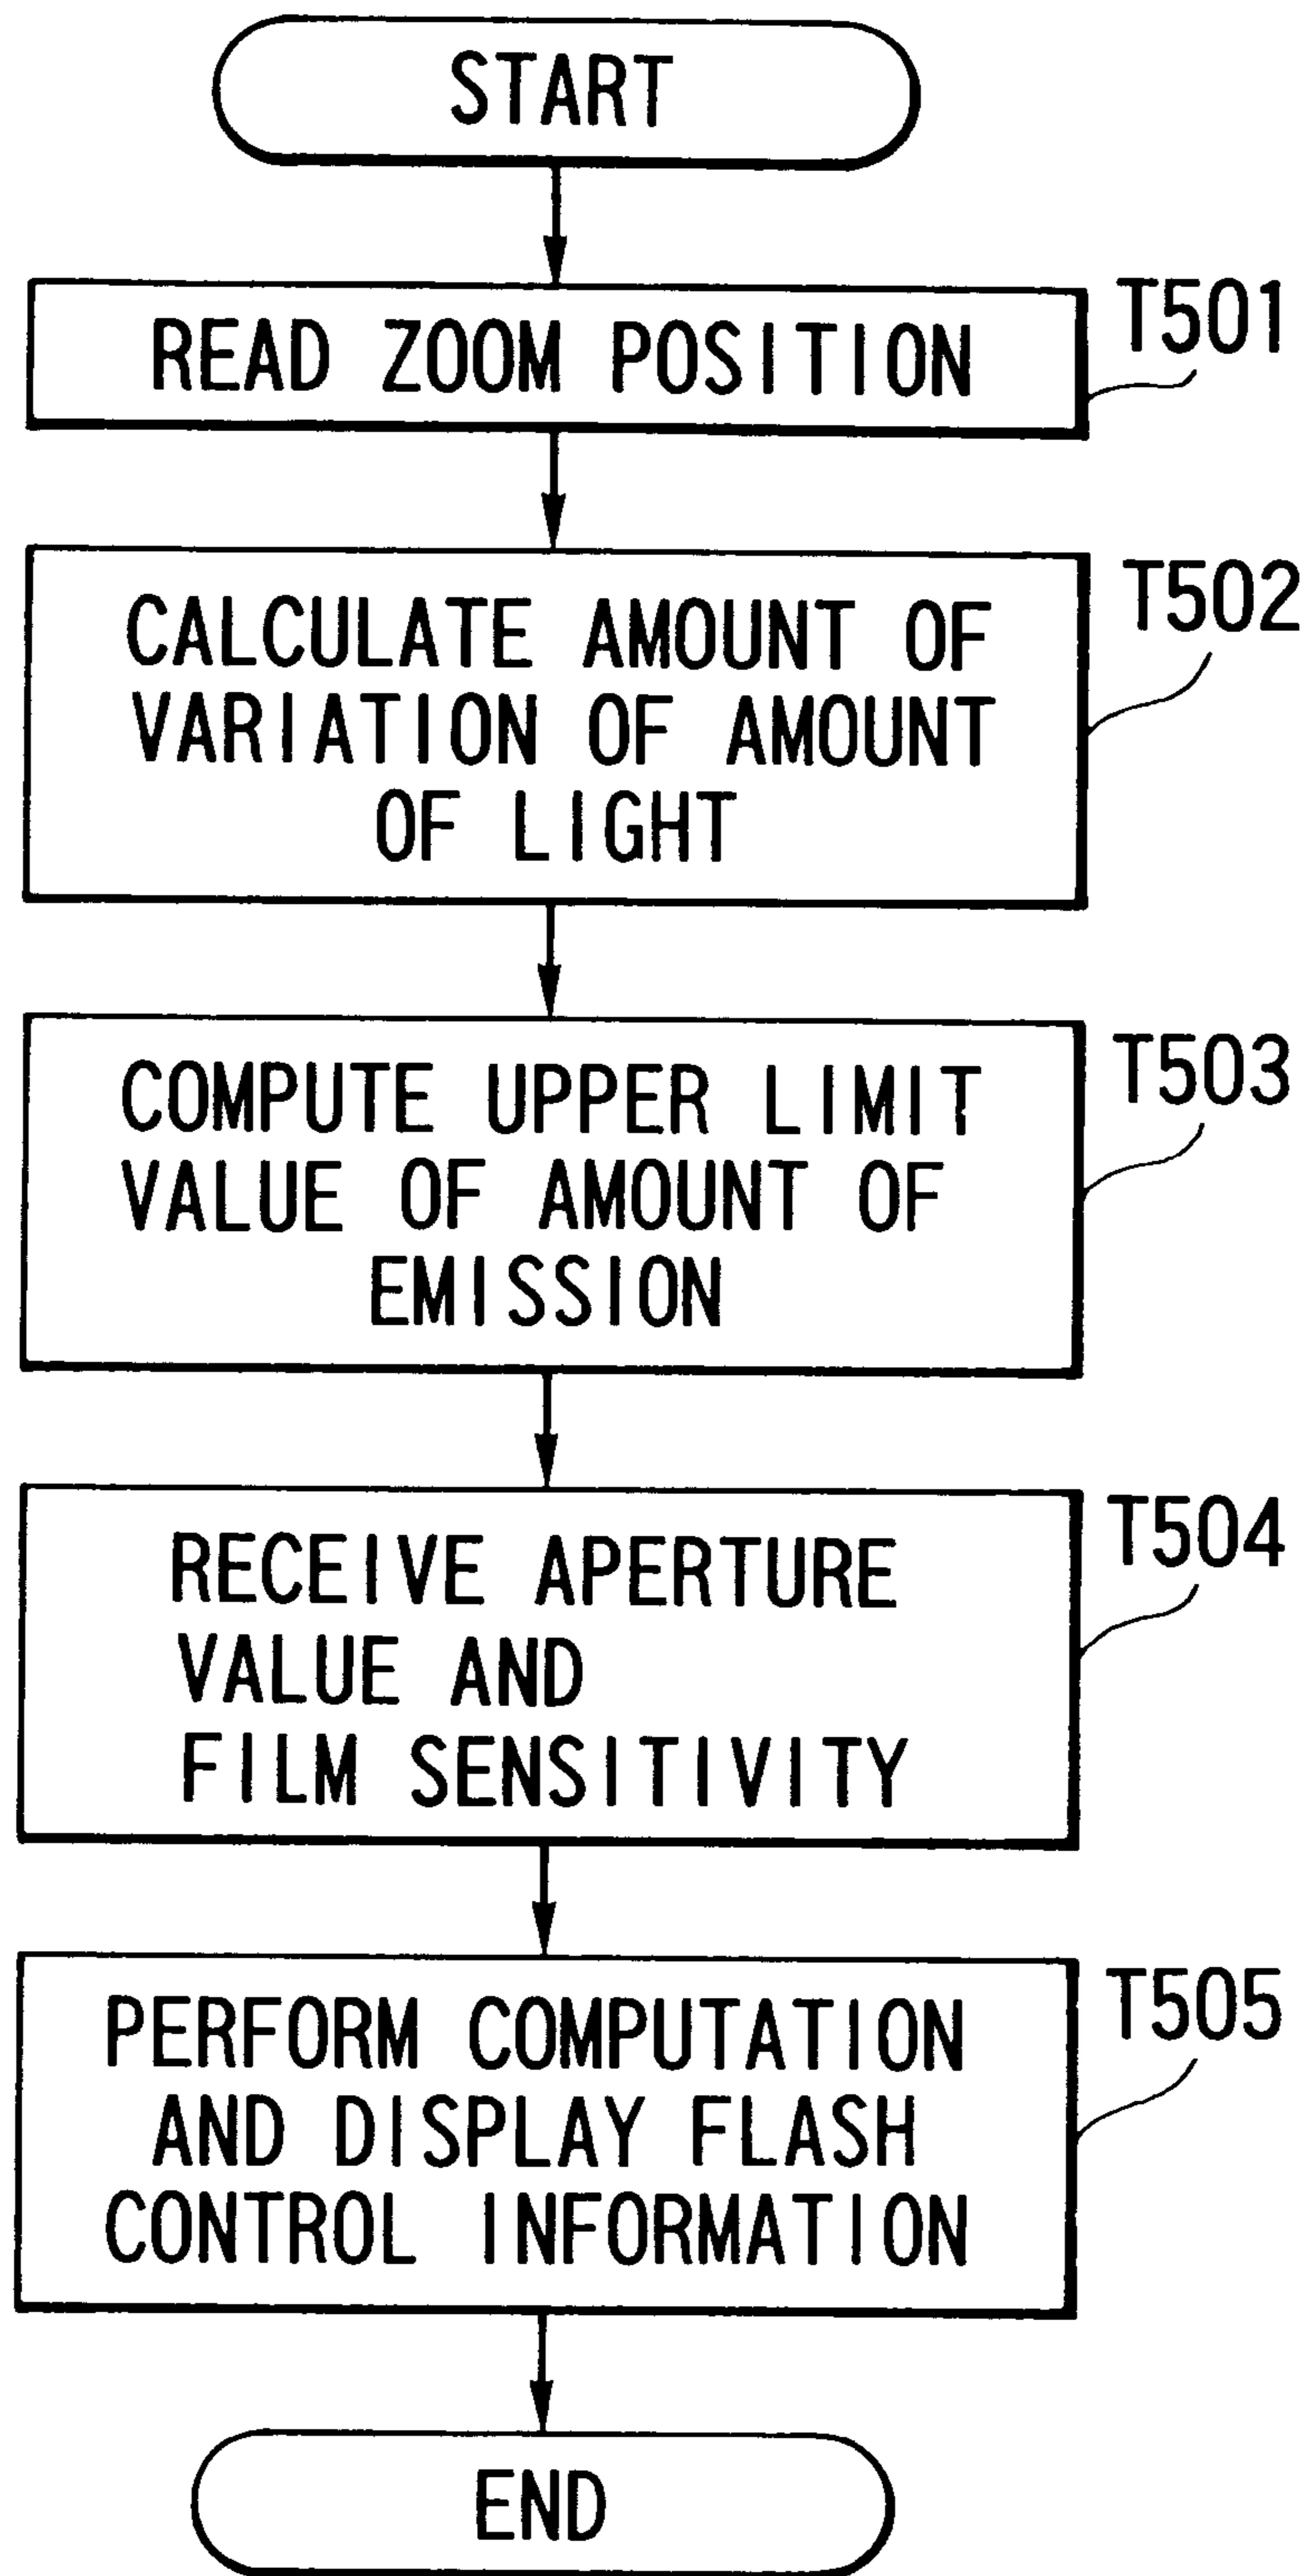 START
READ ZOOM POSITION
T501
CALCULATE AMOUNT OF
VARIATION OF AMOUNT
OF LIGHT
T502
COMPUTE UPPER LIMIT
VALUE OF AMOUNT OF
EMISSION
T503
RECEIVE APERTURE
VALUE AND
FILM SENSITIVITY
T504
PERFORM COMPUTATION
AND DISPLAY FLASH
CONTROL INFORMATION
T505
END